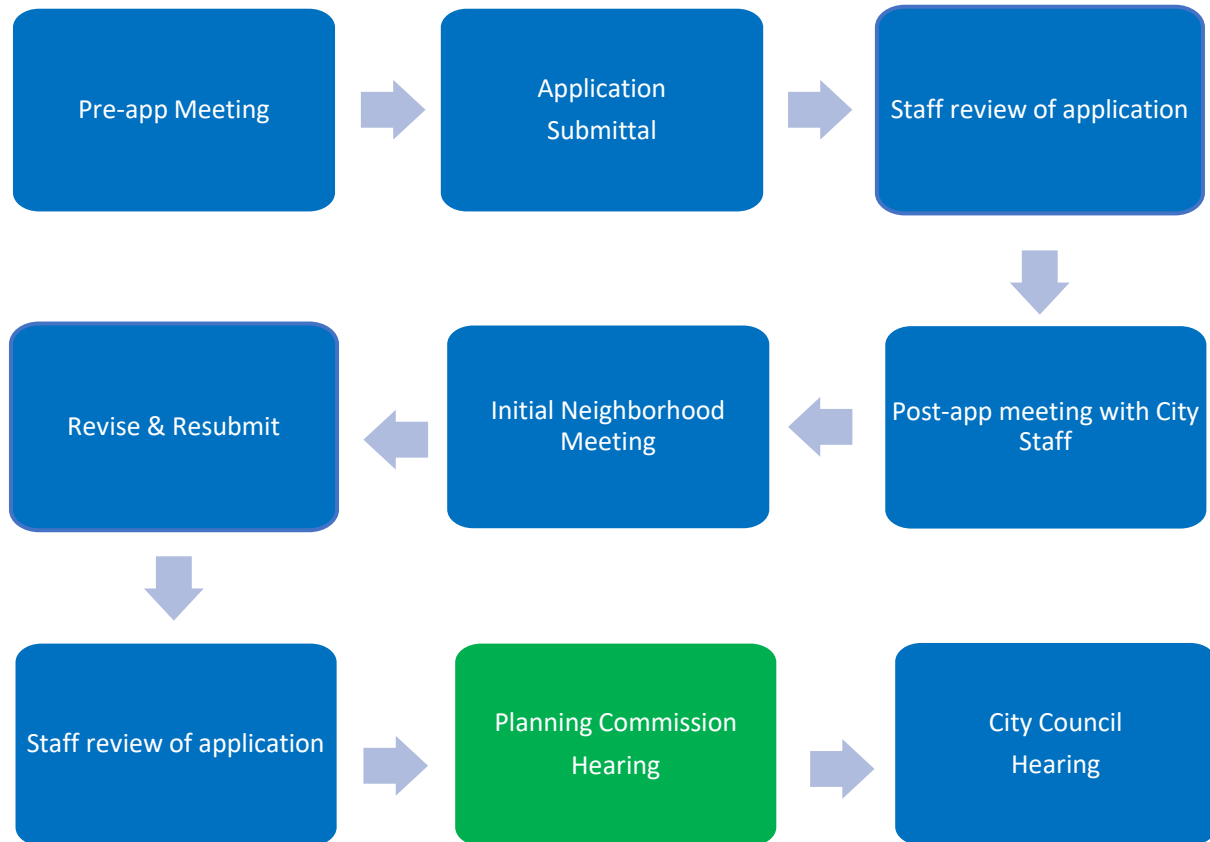 Pre-app Meeting
Application
Submittal
Staff review of application
Post-app meeting with City
Staff
Initial Neighborhood
Meeting
Revise & Resubmit
Staff review of application
Planning Commission
Hearing
City Council
Hearing